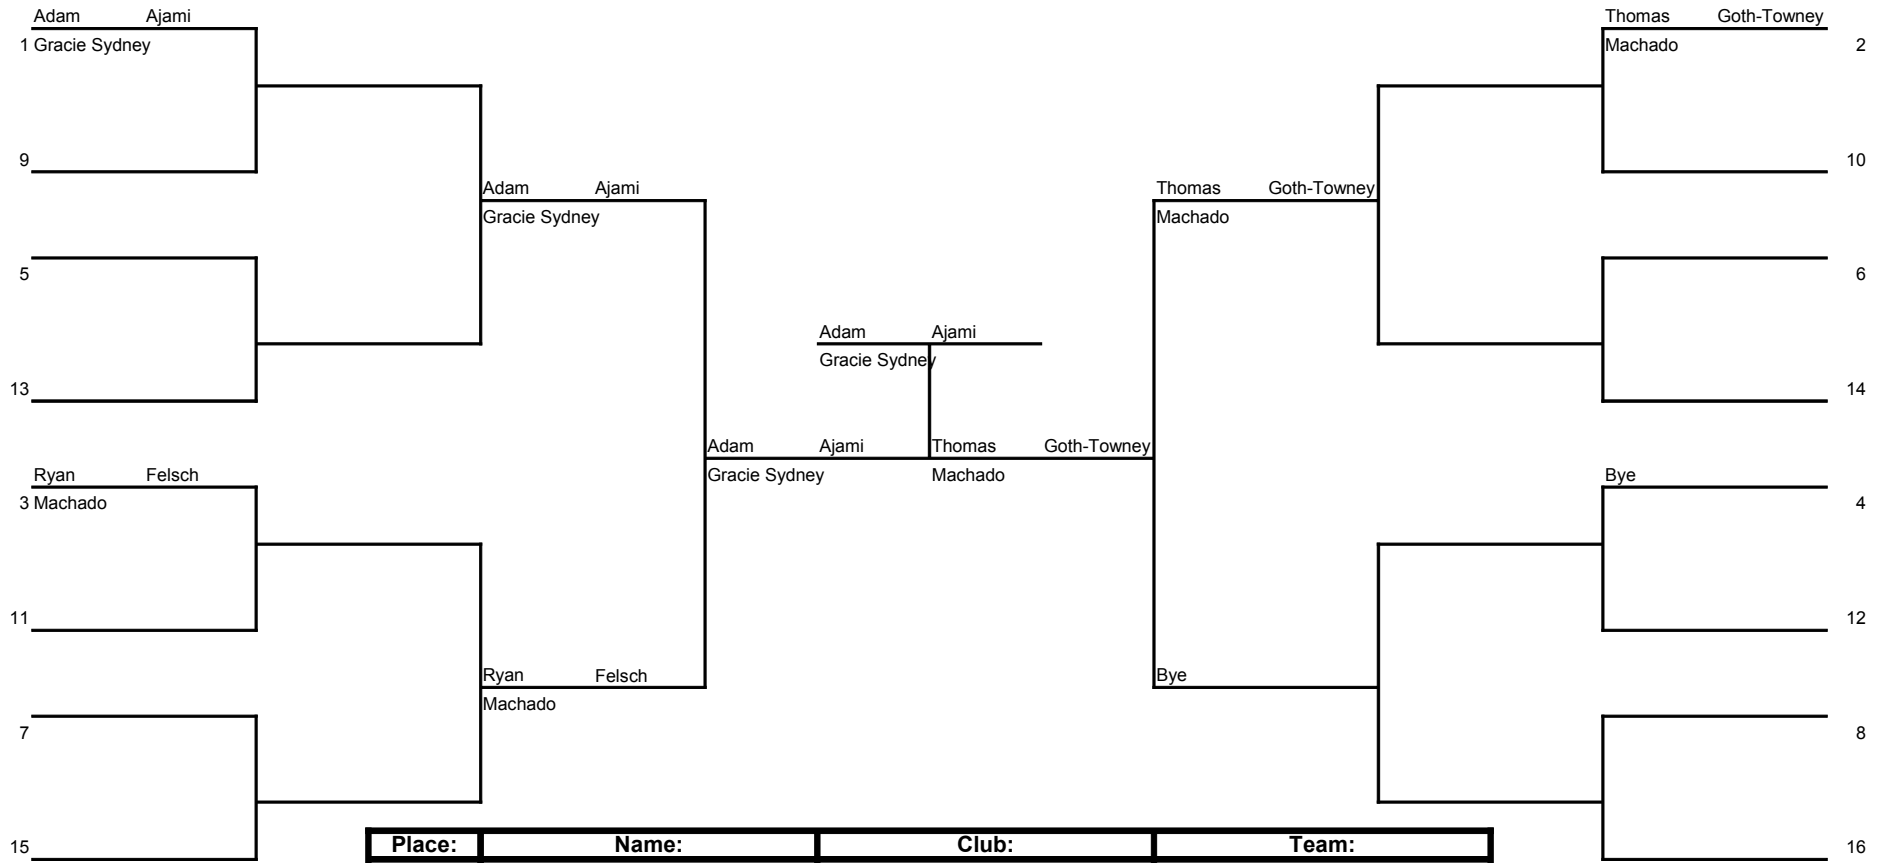 Adam Ajami Thomas Goth-Towney
1 Gracie Sydney Machado 2
9 10
Adam Ajami Thomas Goth-Towney
Gracie Sydney Machado
5 6
Adam Ajami
Gracie Sydney
13 14
Adam Ajami Thomas Goth-Towney
Gracie Sydney Machado
Ryan Felsch Bye
3 Machado 4
11 12
Ryan Felsch Bye
Machado
7 8
15 Place: Name: Club: Team: 16